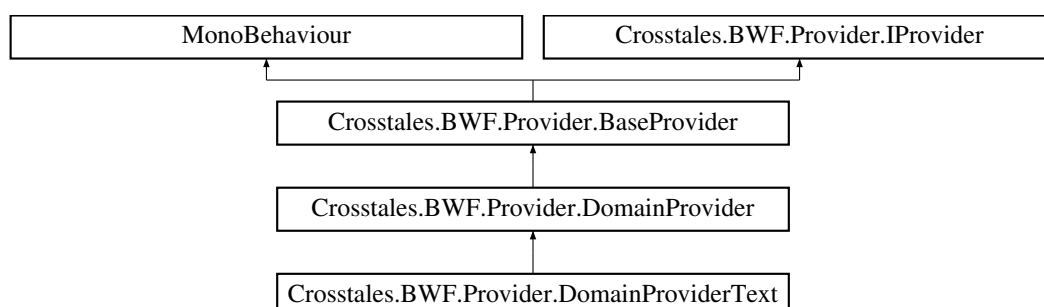 MonoBehaviour
Crosstales.BWF.Provider.IProvider
Crosstales.BWF.Provider.BaseProvider
Crosstales.BWF.Provider.DomainProvider
Crosstales.BWF.Provider.DomainProviderText